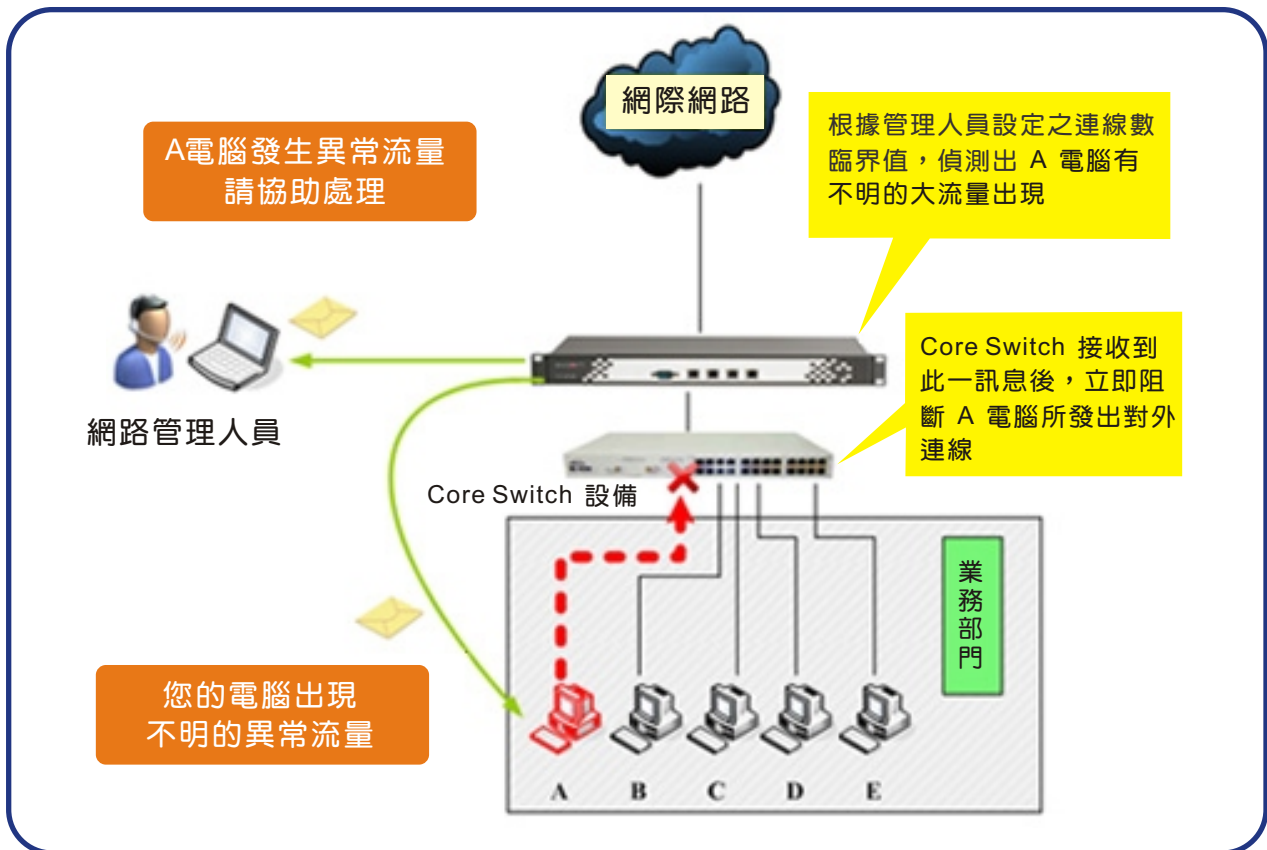 網際網路
A電腦發生異常流量
請協助處理
根據管理人員設定之連線數
臨界值，偵測出 A 電腦有
不明的大流量出現
Core Switch 接收到
此一訊息後，立即阻
斷 A 電腦所發出對外
連線
網路管理人員
Core Switch 設備
業
務
部
門
您的電腦出現
不明的異常流量
A B C D E